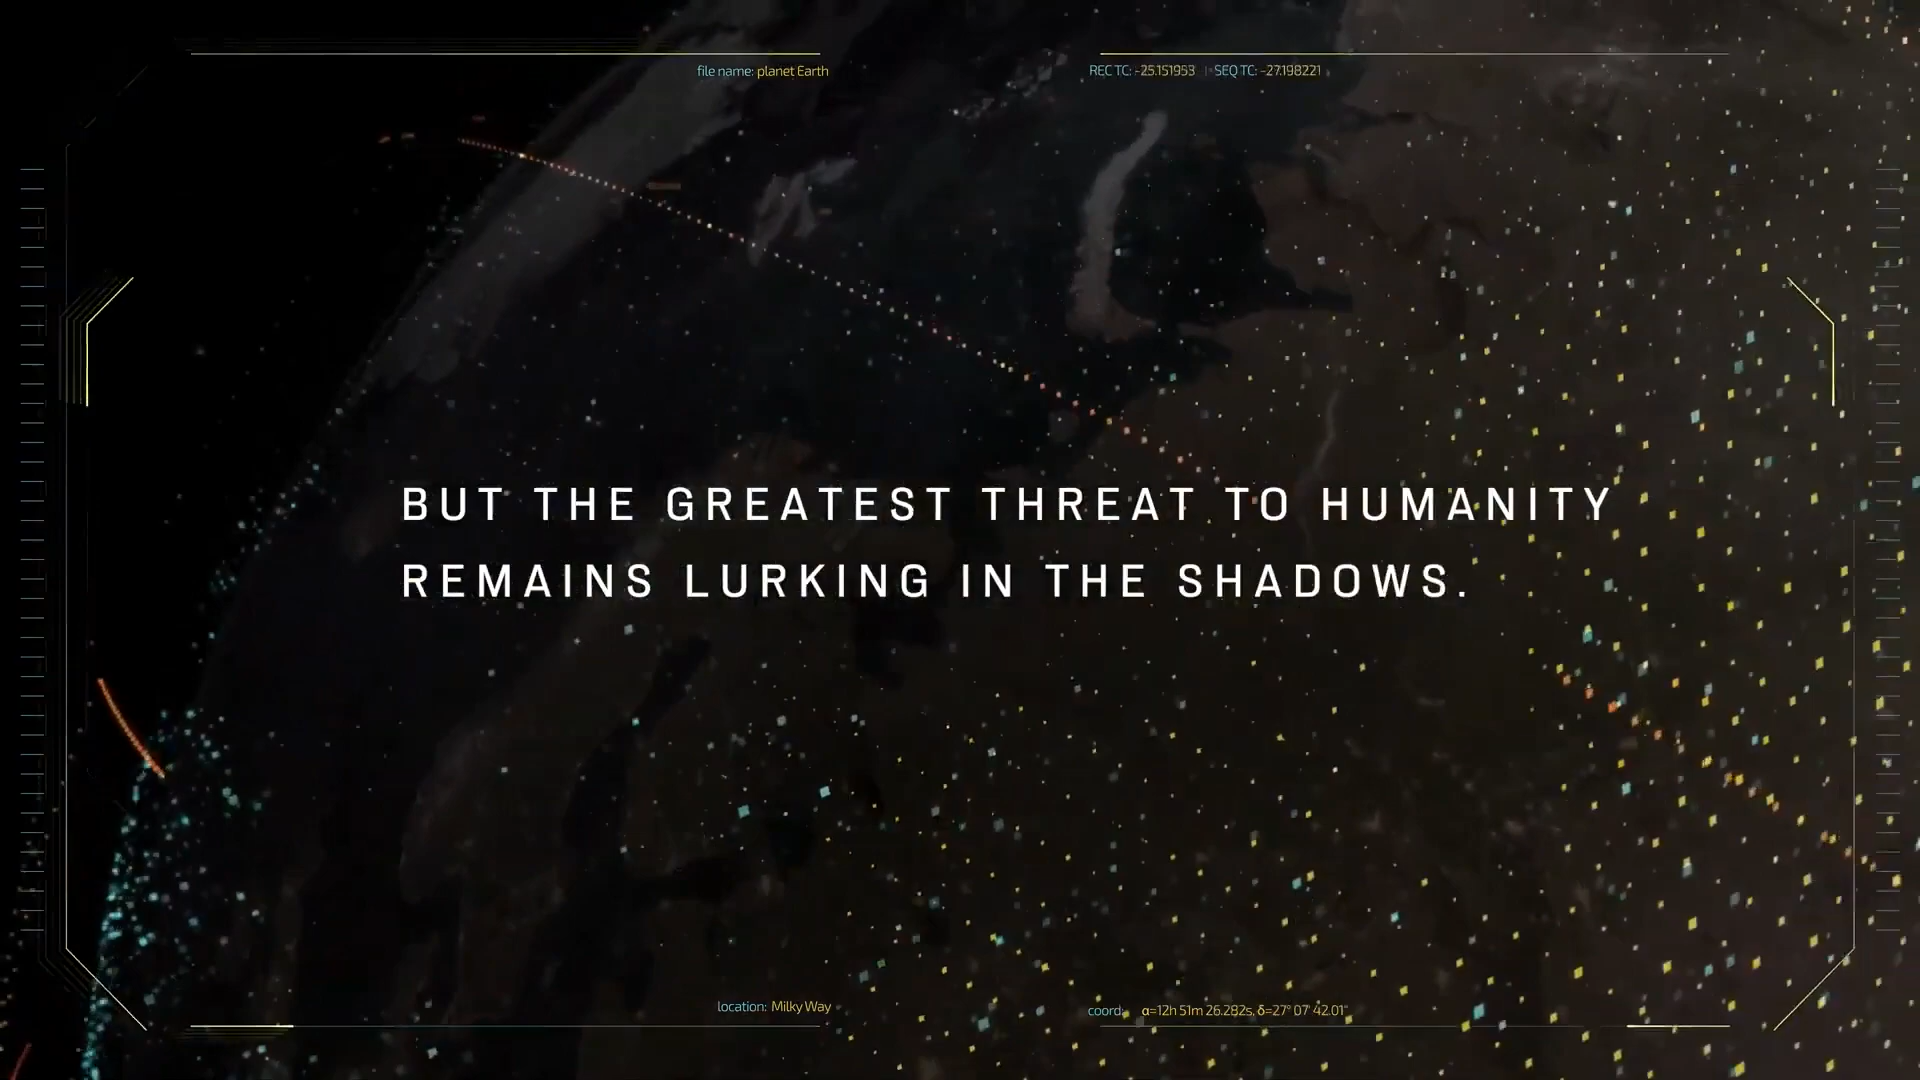 file name: planet Earth
REC TC: -25.151953 | SEQ TC: -27.198221
BUT THE GREATEST THREAT TO HUMANITY
REMAINS LURKING IN THE SHADOWS.
location: Milky Way
coord: α=12h 51m 26.282s, δ=27° 07' 42.01"